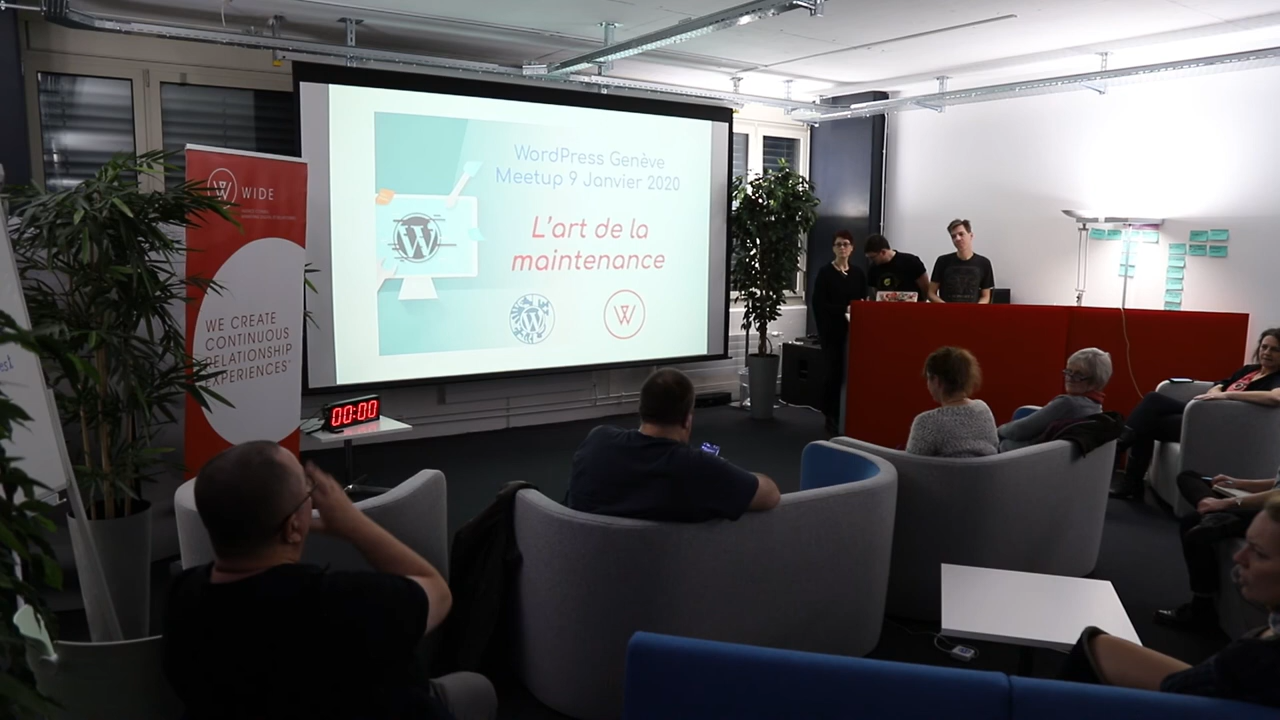 WordPress Genève
Meetup 9 Janvier 2020
L'art de la
maintenance
W
WIDE
WE CREATE
CONTINUOUS
RELATIONSHIP
EXPERIENCES
00:00